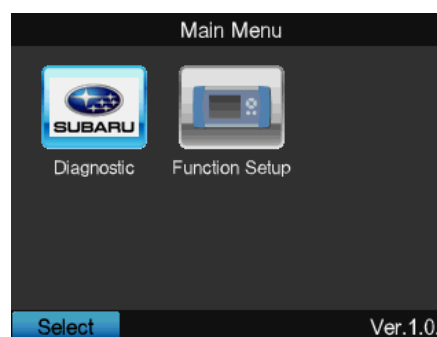 Main Menu
SUBARU
Diagnostic
Function Setup
Select
Ver.1.0.